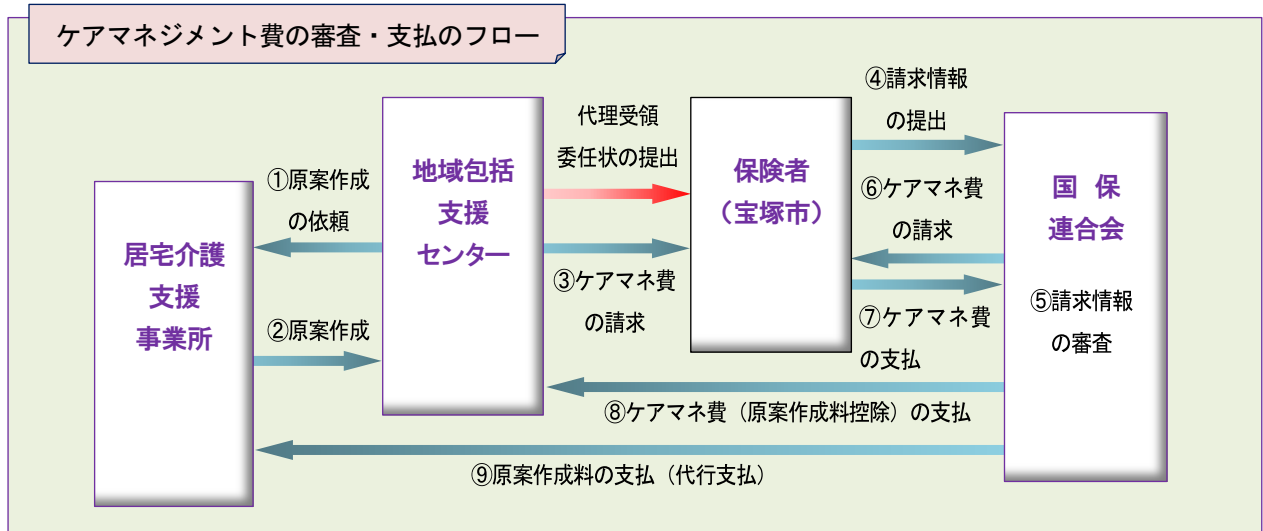 ケアマネジメント費の審査・支払のフロー
居宅介護
支援
事業所
①原案作成
の依頼
②原案作成
地域包括
支援
センター
代理受領
委任状の提出
③ケアマネ費
の請求
保険者
（宝塚市）
④請求情報
の提出
⑥ケアマネ費
の請求
⑦ケアマネ費
の支払
国 保
連合会
⑤請求情報
の審査
⑧ケアマネ費（原案作成料控除）の支払
⑨原案作成料の支払（代行支払）